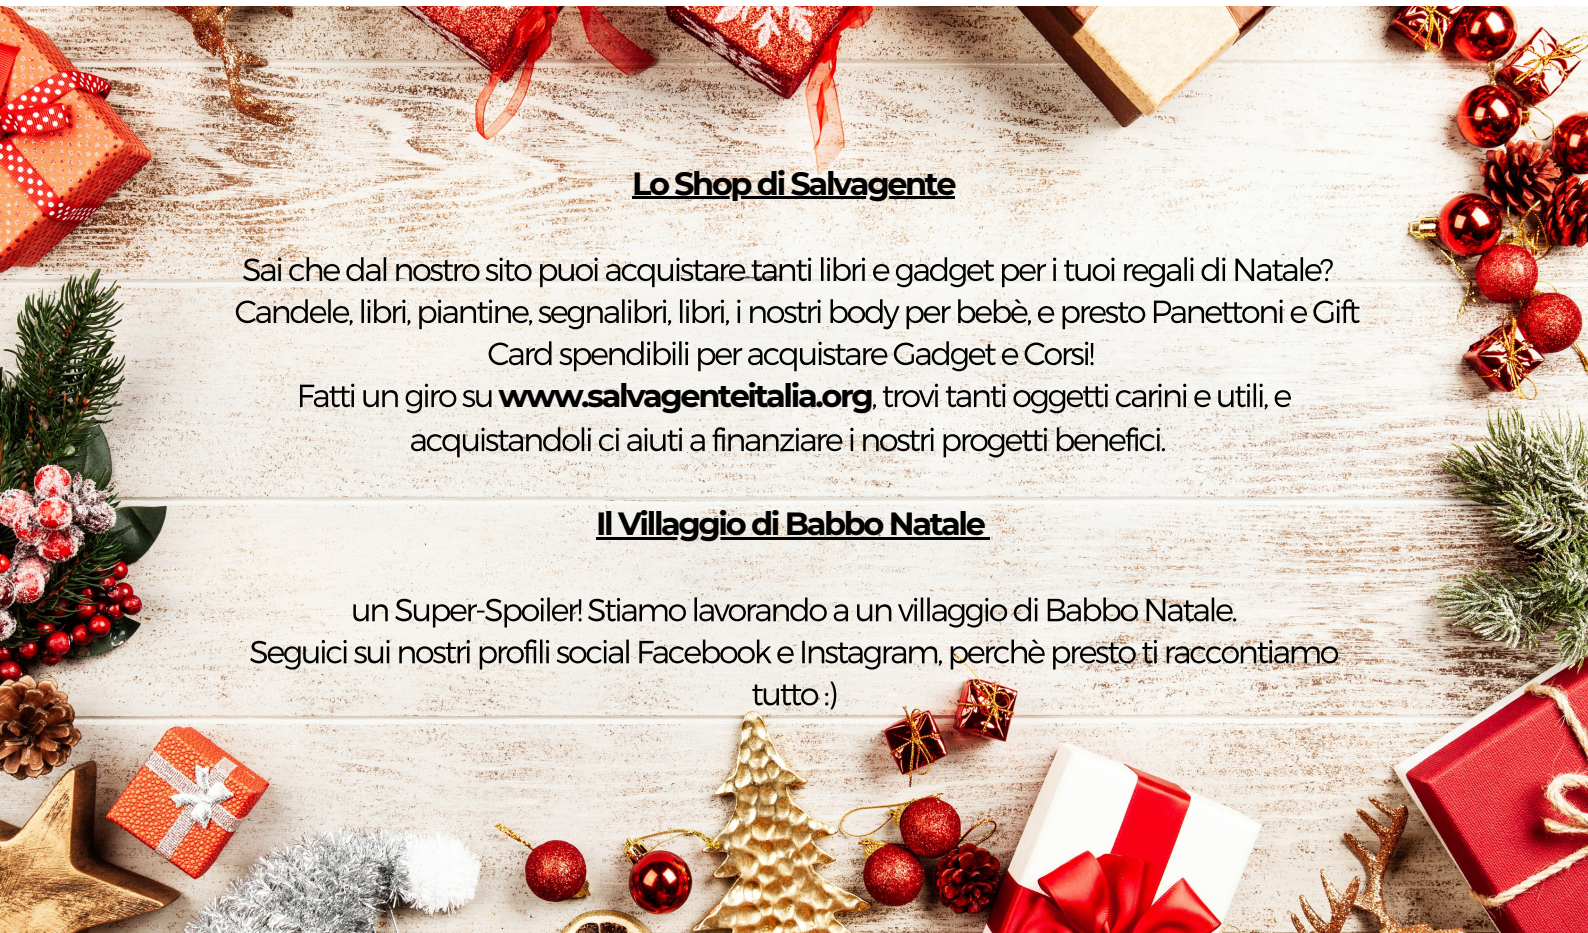 Lo Shop di Salvagente
Sai che dal nostro sito puoi acquistare tanti libri e gadget per i tuoi regali di Natale?
Candele, libri, piantine, segnalibri, libri, i nostri body per bebè, e presto Panettoni e Gift
Card spendibili per acquistare Gadget e Corsi!
Fatti un giro su www.salvagenteitalia.org, trovi tanti oggetti carini e utili, e
acquistandoli ci aiuti a finanziare i nostri progetti benefici.
Il Villaggio di Babbo Natale
un Super-Spoiler! Stiamo lavorando a un villaggio di Babbo Natale.
Seguici sui nostri profili social Facebook e Instagram, perchè presto ti raccontiamo
tutto :)